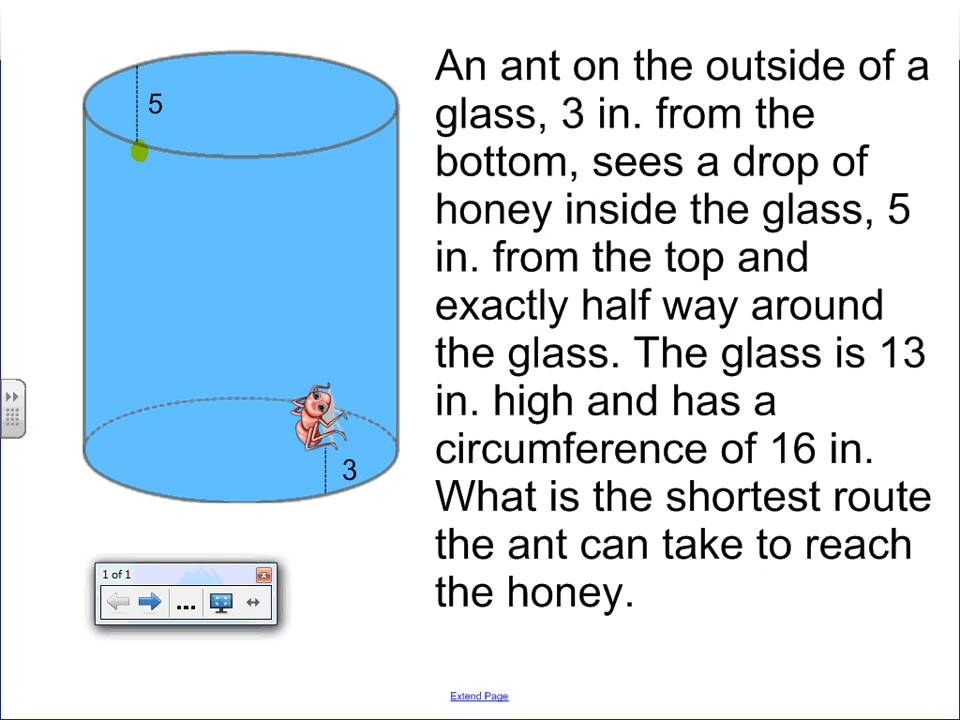 5
An ant on the outside of a
glass, 3 in. from the
bottom, sees a drop of
honey inside the glass, 5
in. from the top and
exactly half way around
the glass. The glass is 13
in. high and has a
circumference of 16 in.
What is the shortest route
the ant can take to reach
the honey.
3
1 of 1
...
Extend Page